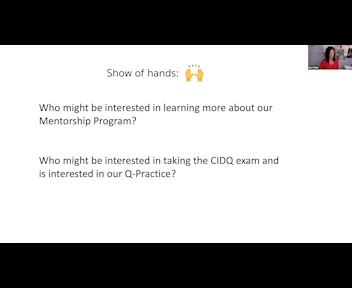 Show of hands: 🙌
Who might be interested in learning more about our
Mentorship Program?
Who might be interested in taking the CIDQ exam and
is interested in our Q-Practice?